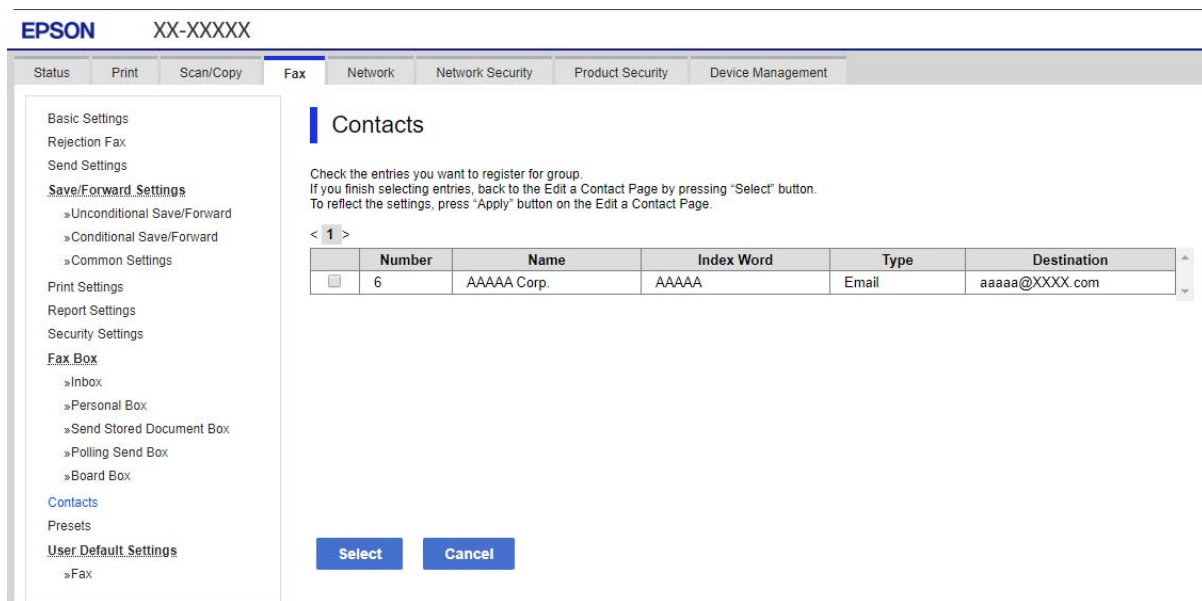 EPSON XX-XXXXX
Status Print Scan/Copy Fax Network Network Security Product Security Device Management
Basic Settings
Rejection Fax
Send Settings
Save/Forward Settings
»Unconditional Save/Forward
»Conditional Save/Forward
»Common Settings
Print Settings
Report Settings
Security Settings
Fax Box
»Inbox
»Personal Box
»Send Stored Document Box
»Polling Send Box
»Board Box
Contacts
Presets
User Default Settings
»Fax
Contacts
Check the entries you want to register for group.
If you finish selecting entries, back to the Edit a Contact Page by pressing “Select” button.
To reflect the settings, press “Apply” button on the Edit a Contact Page.
< 1 >
Number Name Index Word Type Destination
6 AAAAA Corp. AAAAA Email aaaaa@XXXX.com
Select Cancel